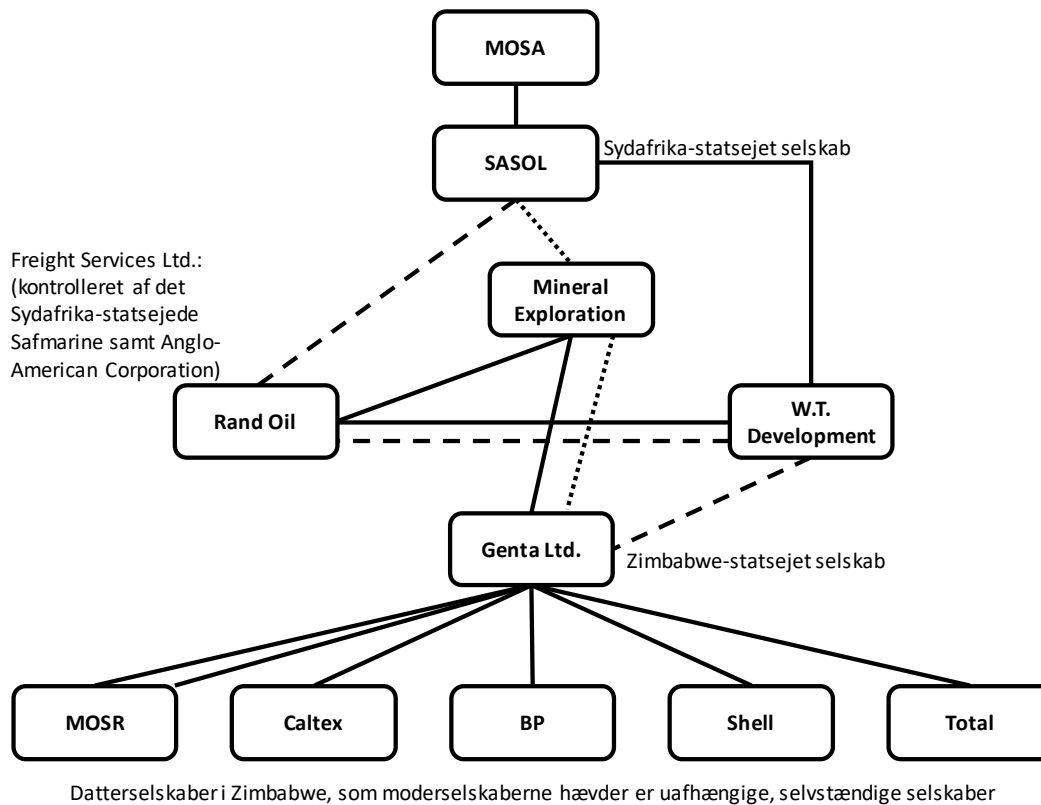 MOSA
SASOL
Sydafrika-statsejet selskab
Freight Services Ltd.:
(kontrolleret af det
Sydafrika-statsejede
Safmarine samt Anglo-
American Corporation)
Mineral
Exploration
Rand Oil
W.T.
Development
Genta Ltd.
Zimbabwe-statsejet selskab
MOSR
Caltex
BP
Shell
Total
Datterselskaber i Zimbabwe, som moderselskaberne hævder er uafhængige, selvstændige selskaber